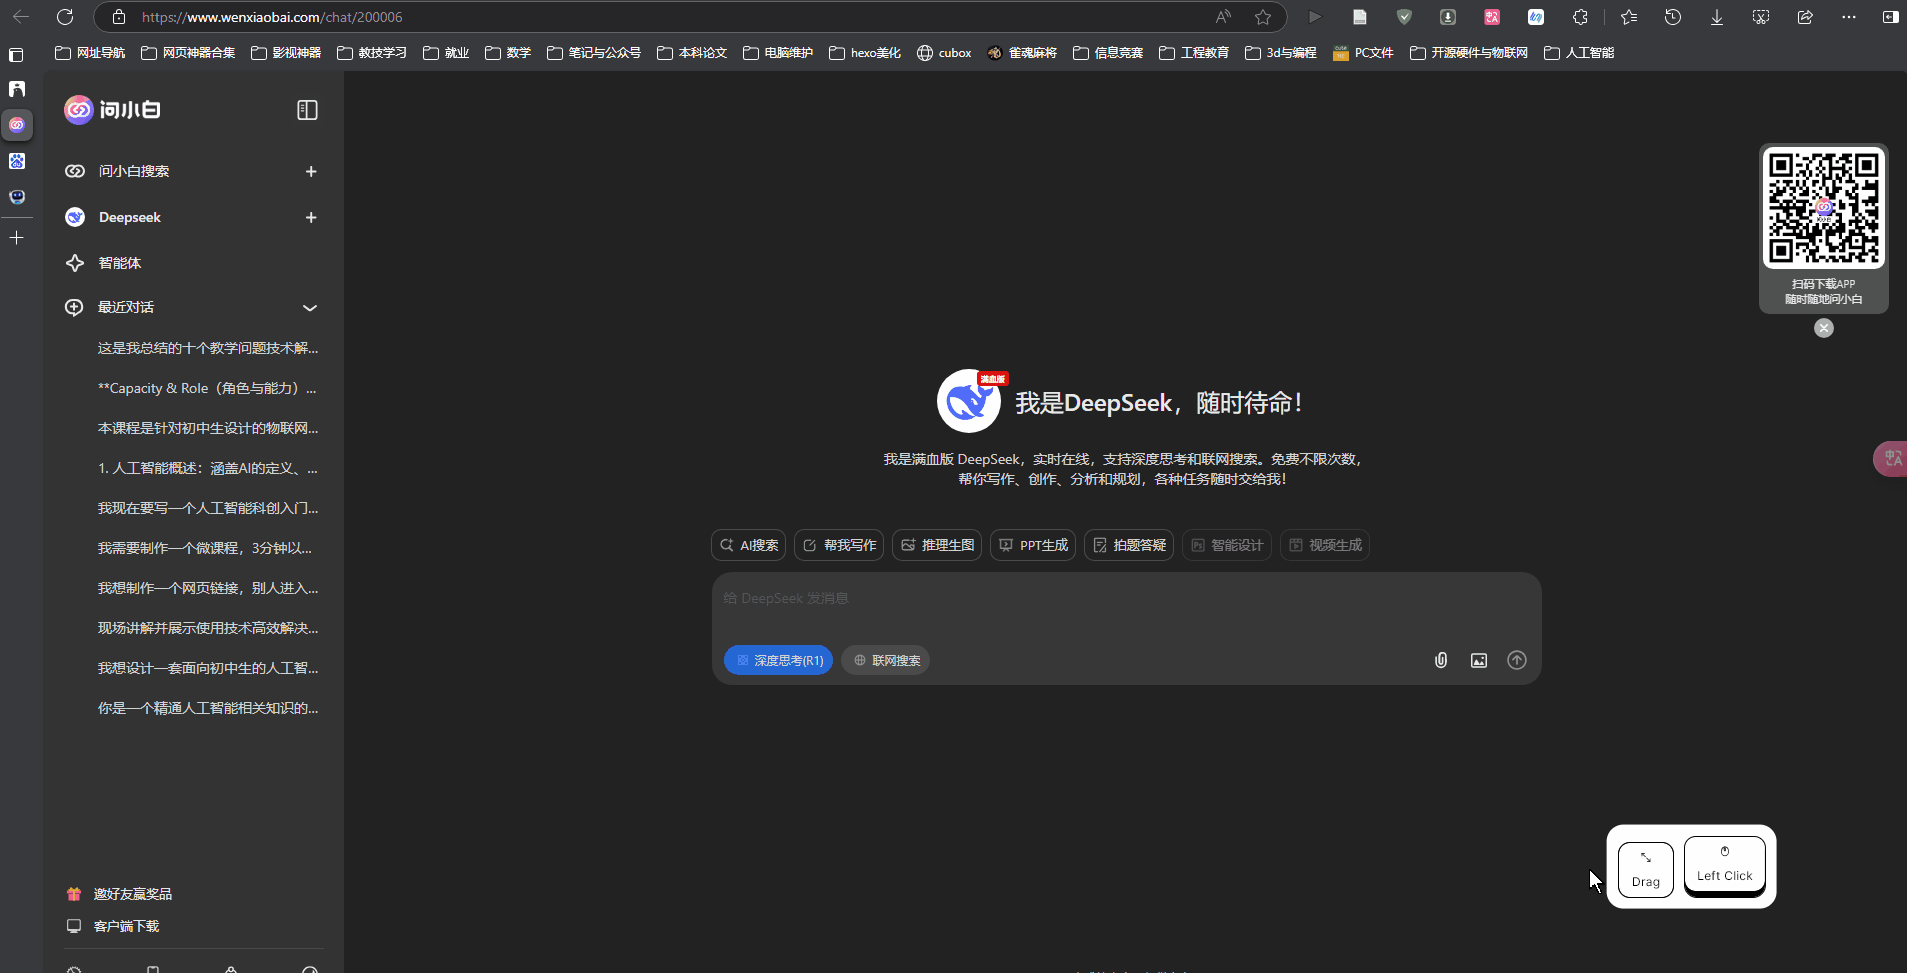 https://www.wenxiaobai.com/chat/200006
网址导航 网页神器合集 影视神器 教技学习 就业 数学 笔记与公众号 本科论文 电脑维护 hexo美化 cubox 雀魂麻将 信息竞赛 工程教育 3d与编程 PC文件 开源硬件与物联网 人工智能
问小白
问小白搜索
Deepseek
智能体
最近对话
这是我总结的十个教学问题技术解...
**Capacity & Role（角色与能力）...
本课程是针对初中生设计的物联网...
1. 人工智能概述：涵盖AI的定义、...
我现在要写一个人工智能科创入门...
我需要制作一个微课程，3分钟以...
我想制作一个网页链接，别人进入...
现场讲解并展示使用技术高效解决...
我想设计一套面向初中生的人工智...
你是一个精通人工智能相关知识的...
邀好友赢奖品
客户端下载
满血版
我是DeepSeek，随时待命！
我是满血版 DeepSeek，实时在线，支持深度思考和联网搜索。免费不限次数，
帮你写作、创作、分析和规划，各种任务随时交给我！
AI搜索 帮我写作 推理生图 PPT生成 拍题答疑 智能设计 视频生成
给 DeepSeek 发消息
深度思考(R1) 联网搜索
扫码下载APP
随时随地问小白
Drag
Left Click